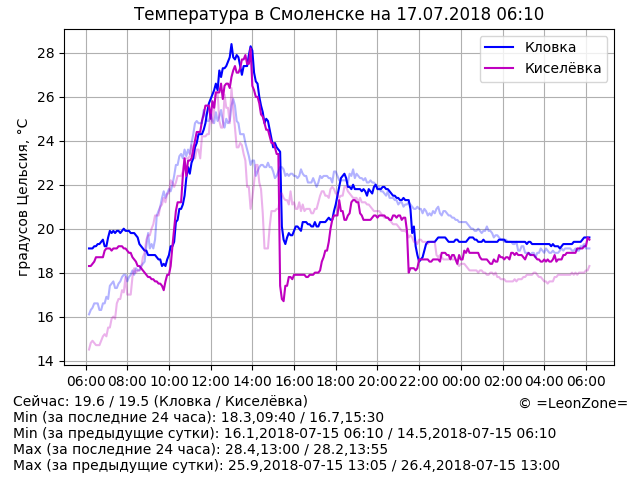 Температура в Смоленске на 17.07.2018 06:10
градусов Цельсия, °C
28
26
24
22
20
18
16
14
Кловка
Киселёвка
06:00 08:00 10:00 12:00 14:00 16:00 18:00 20:00 22:00 00:00 02:00 04:00 06:00
Сейчас: 19.6 / 19.5 (Кловка / Киселёвка)
© =LeonZone=
Min (за последние 24 часа): 18.3,09:40 / 16.7,15:30
Min (за предыдущие сутки): 16.1,2018-07-15 06:10 / 14.5,2018-07-15 06:10
Max (за последние 24 часа): 28.4,13:00 / 28.2,13:55
Max (за предыдущие сутки): 25.9,2018-07-15 13:05 / 26.4,2018-07-15 13:00